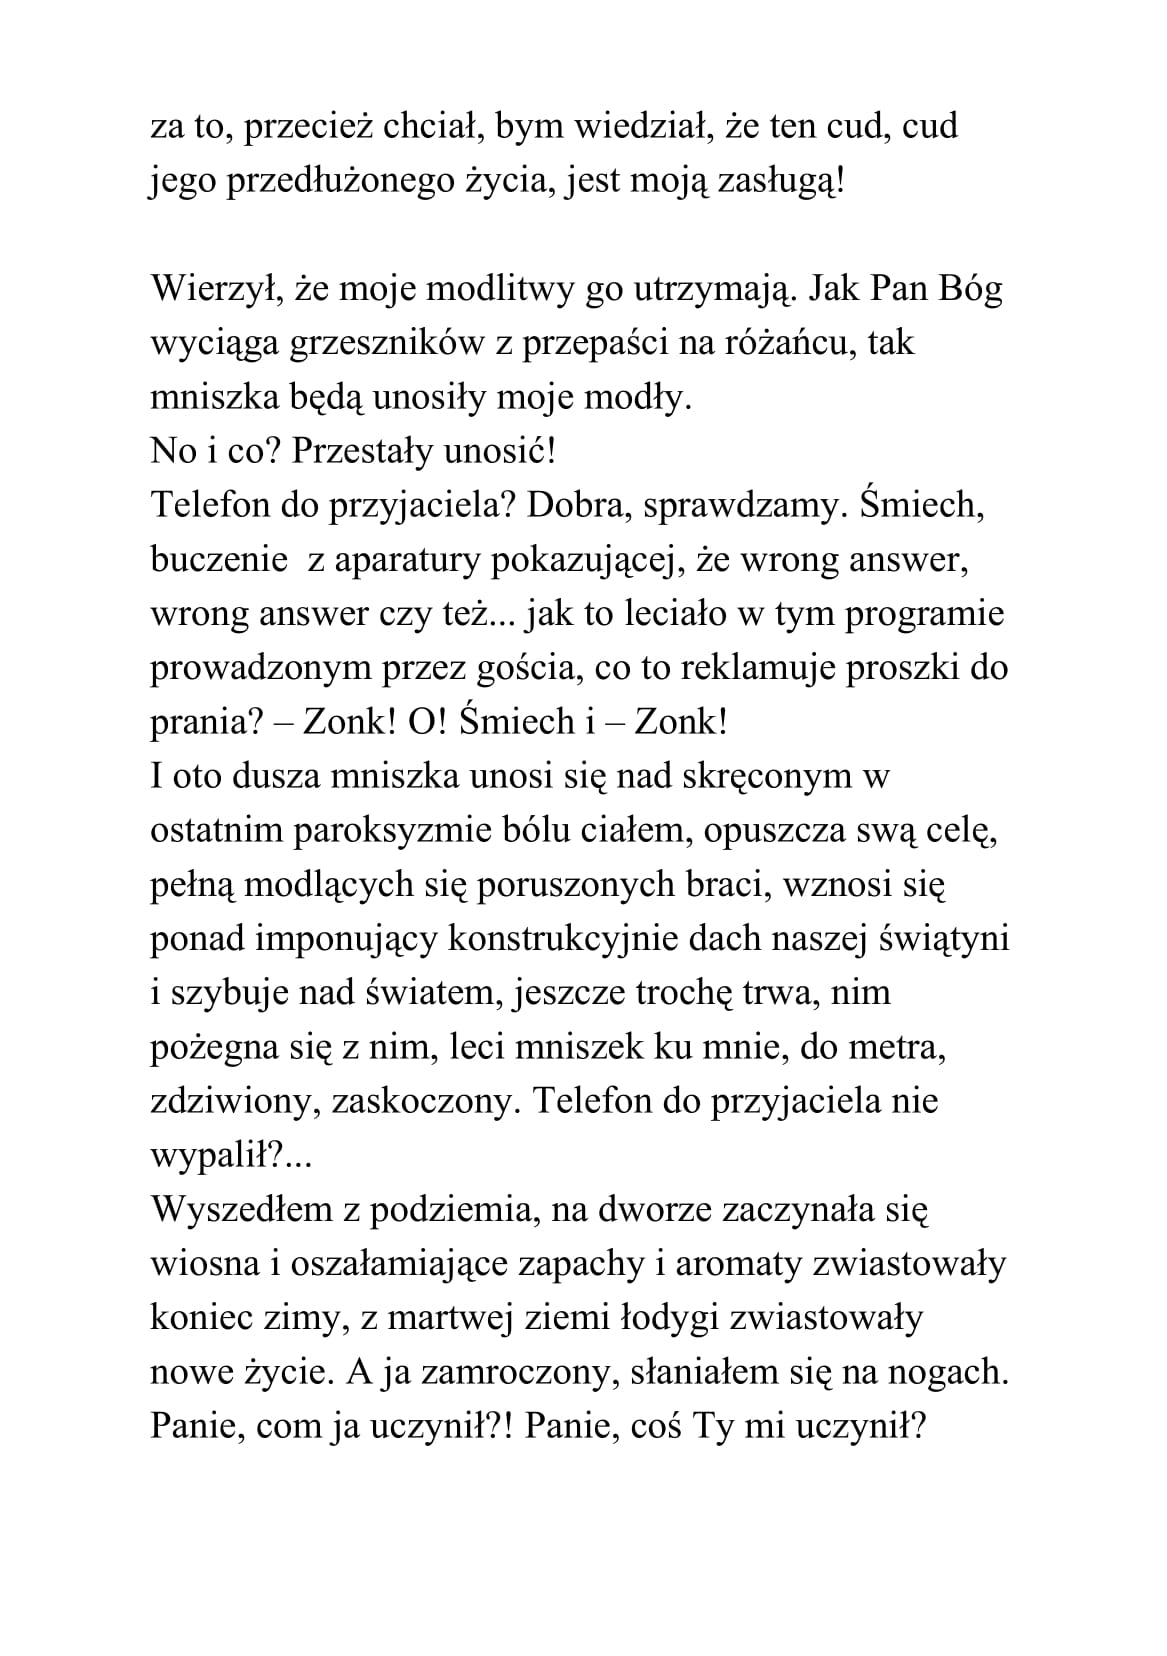 za to, przecież chciał, bym wiedział, że ten cud, cud
jego przedłużonego życia, jest moją zasługą!
Wierzył, że moje modlitwy go utrzymają. Jak Pan Bóg
wyciąga grzeszników z przepaści na różańcu, tak
mniszka będą unosiły moje modły.
No i co? Przestały unosić!
Telefon do przyjaciela? Dobra, sprawdzamy. Śmiech,
buczenie  z aparatury pokazującej, że wrong answer,
wrong answer czy też... jak to leciało w tym programie
prowadzonym przez gościa, co to reklamuje proszki do
prania? – Zonk! O! Śmiech i – Zonk!
I oto dusza mniszka unosi się nad skręconym w
ostatnim paroksyzmie bólu ciałem, opuszcza swą celę,
pełną modlących się poruszonych braci, wznosi się
ponad imponujący konstrukcyjnie dach naszej świątyni
i szybuje nad światem, jeszcze trochę trwa, nim
pożegna się z nim, leci mniszek ku mnie, do metra,
zdziwiony, zaskoczony. Telefon do przyjaciela nie
wypalił?...
Wyszedłem z podziemia, na dworze zaczynała się
wiosna i oszałamiające zapachy i aromaty zwiastowały
koniec zimy, z martwej ziemi łodygi zwiastowały
nowe życie. A ja zamroczony, słaniałem się na nogach.
Panie, com ja uczynił?! Panie, coś Ty mi uczynił?